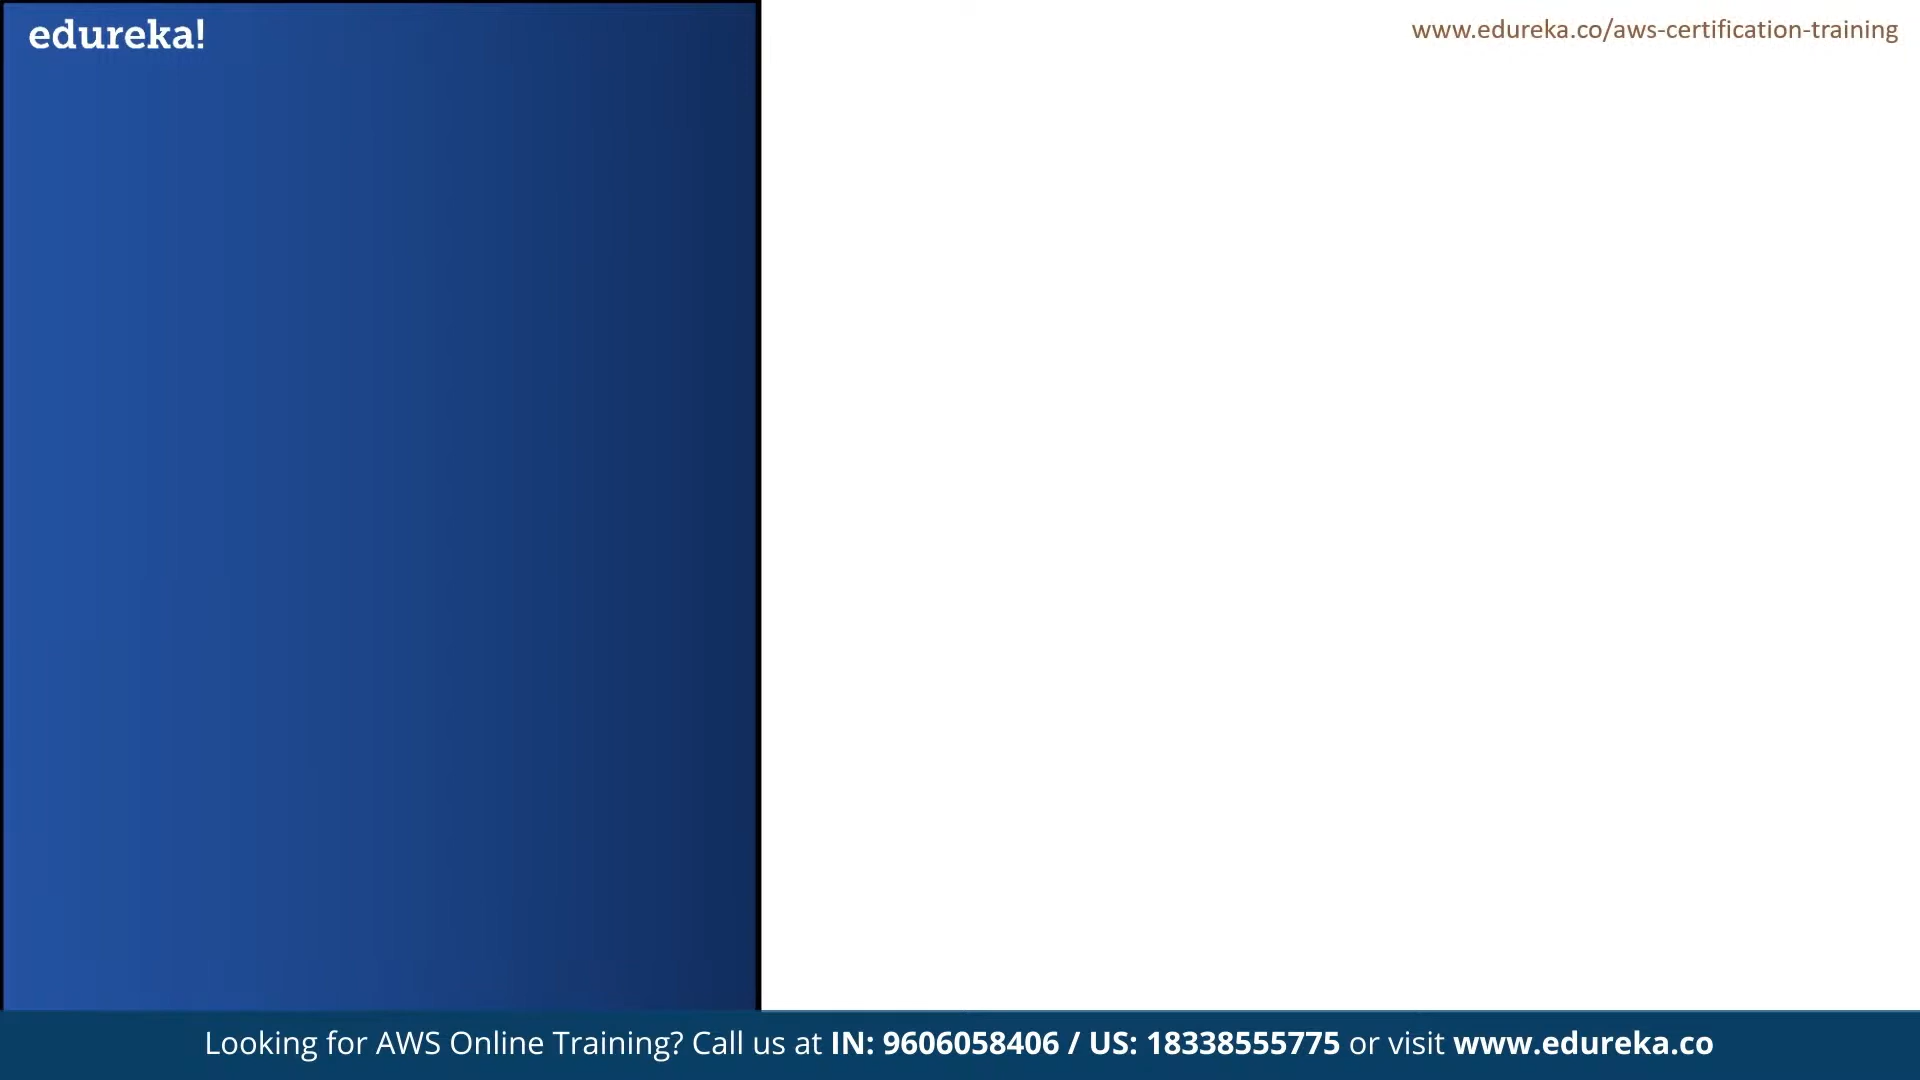 edureka!
www.edureka.co/aws-certification-training
Looking for AWS Online Training? Call us at IN: 9606058406 / US: 18338555775 or visit www.edureka.co